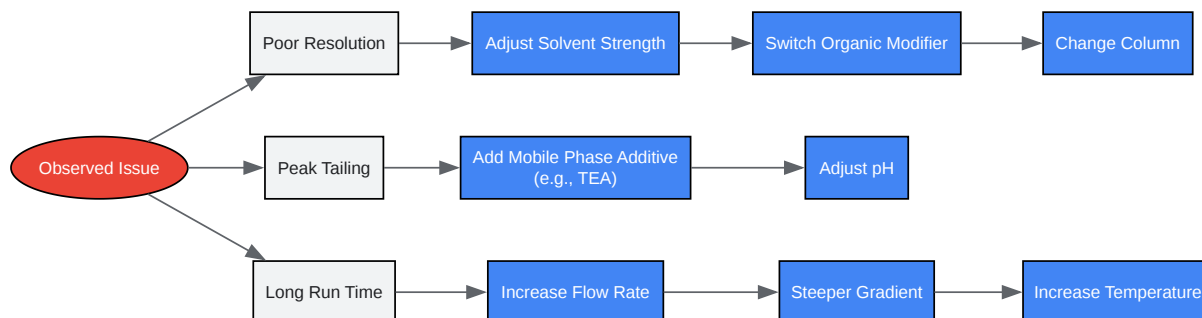 Observed Issue
Poor Resolution
Adjust Solvent Strength
Switch Organic Modifier
Change Column
Peak Tailing
Add Mobile Phase Additive
(e.g., TEA)
Adjust pH
Long Run Time
Increase Flow Rate
Steeper Gradient
Increase Temperature